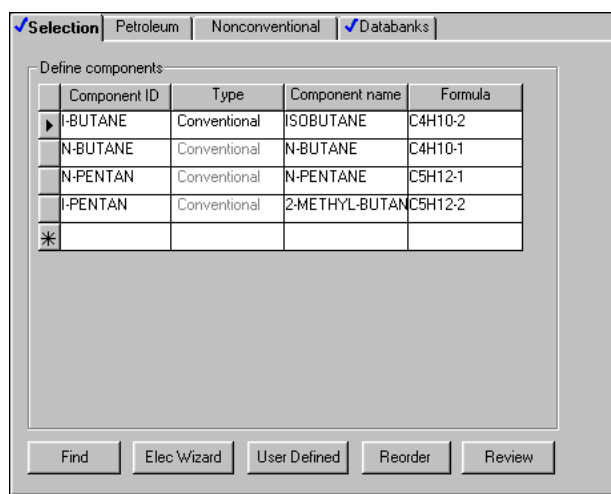 Selection Petroleum Nonconventional Databanks
Define components
Component ID Type Component name Formula
I-BUTANE Conventional ISOBUTANE C4H10-2
N-BUTANE Conventional N-BUTANE C4H10-1
N-PENTAN Conventional N-PENTANE C5H12-1
I-PENTAN Conventional 2-METHYL-BUTAN C5H12-2
Find Elec Wizard User Defined Reorder Review